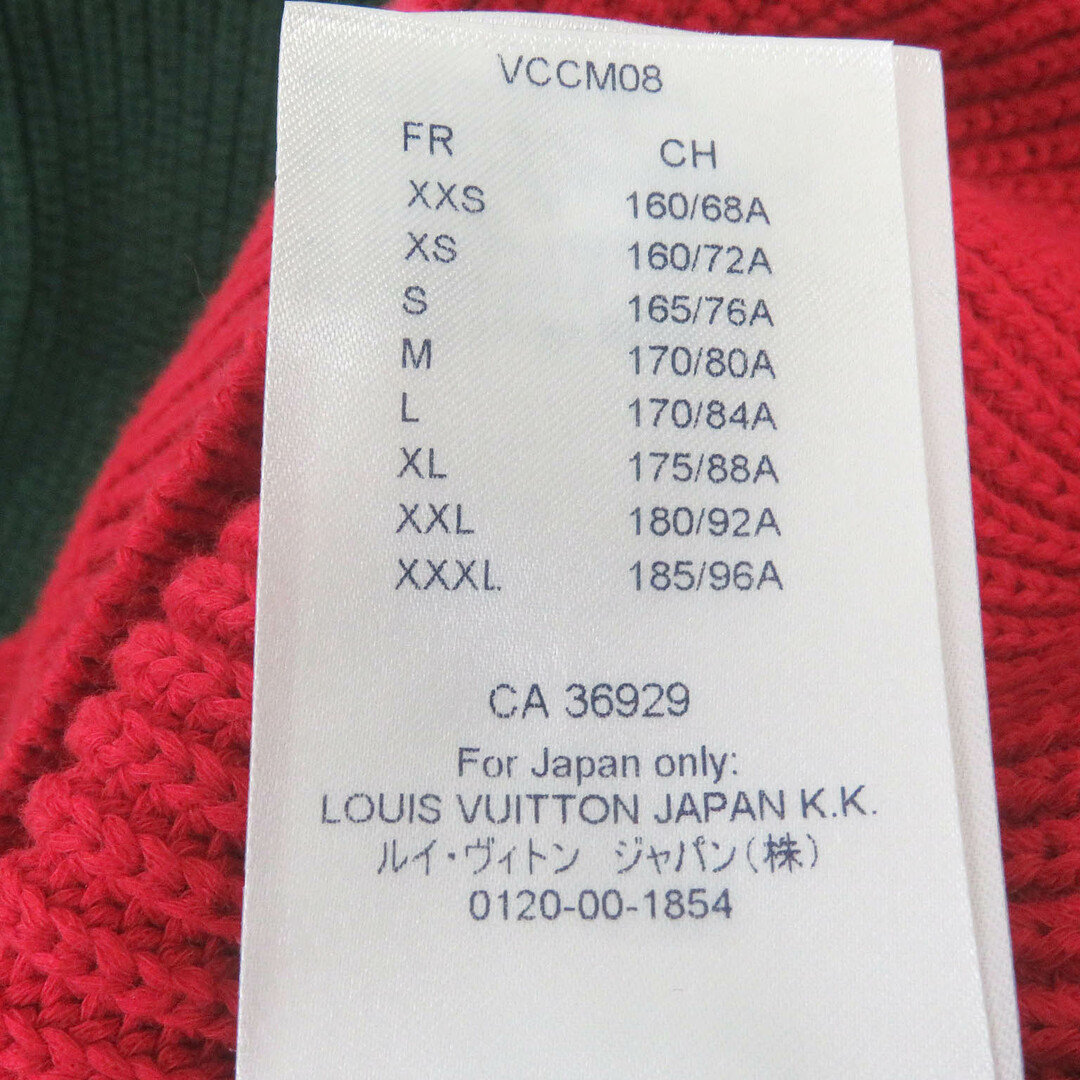 VCCM08
FR CH
XXS 160/68A
XS 160/72A
S 165/76A
M 170/80A
L 170/84A
XL 175/88A
XXL 180/92A
XXXL 185/96A
CA 36929
For Japan only:
LOUIS VUITTON JAPAN K.K.
ルイ・ヴィトン　ジャパン(株)
0120-00-1854